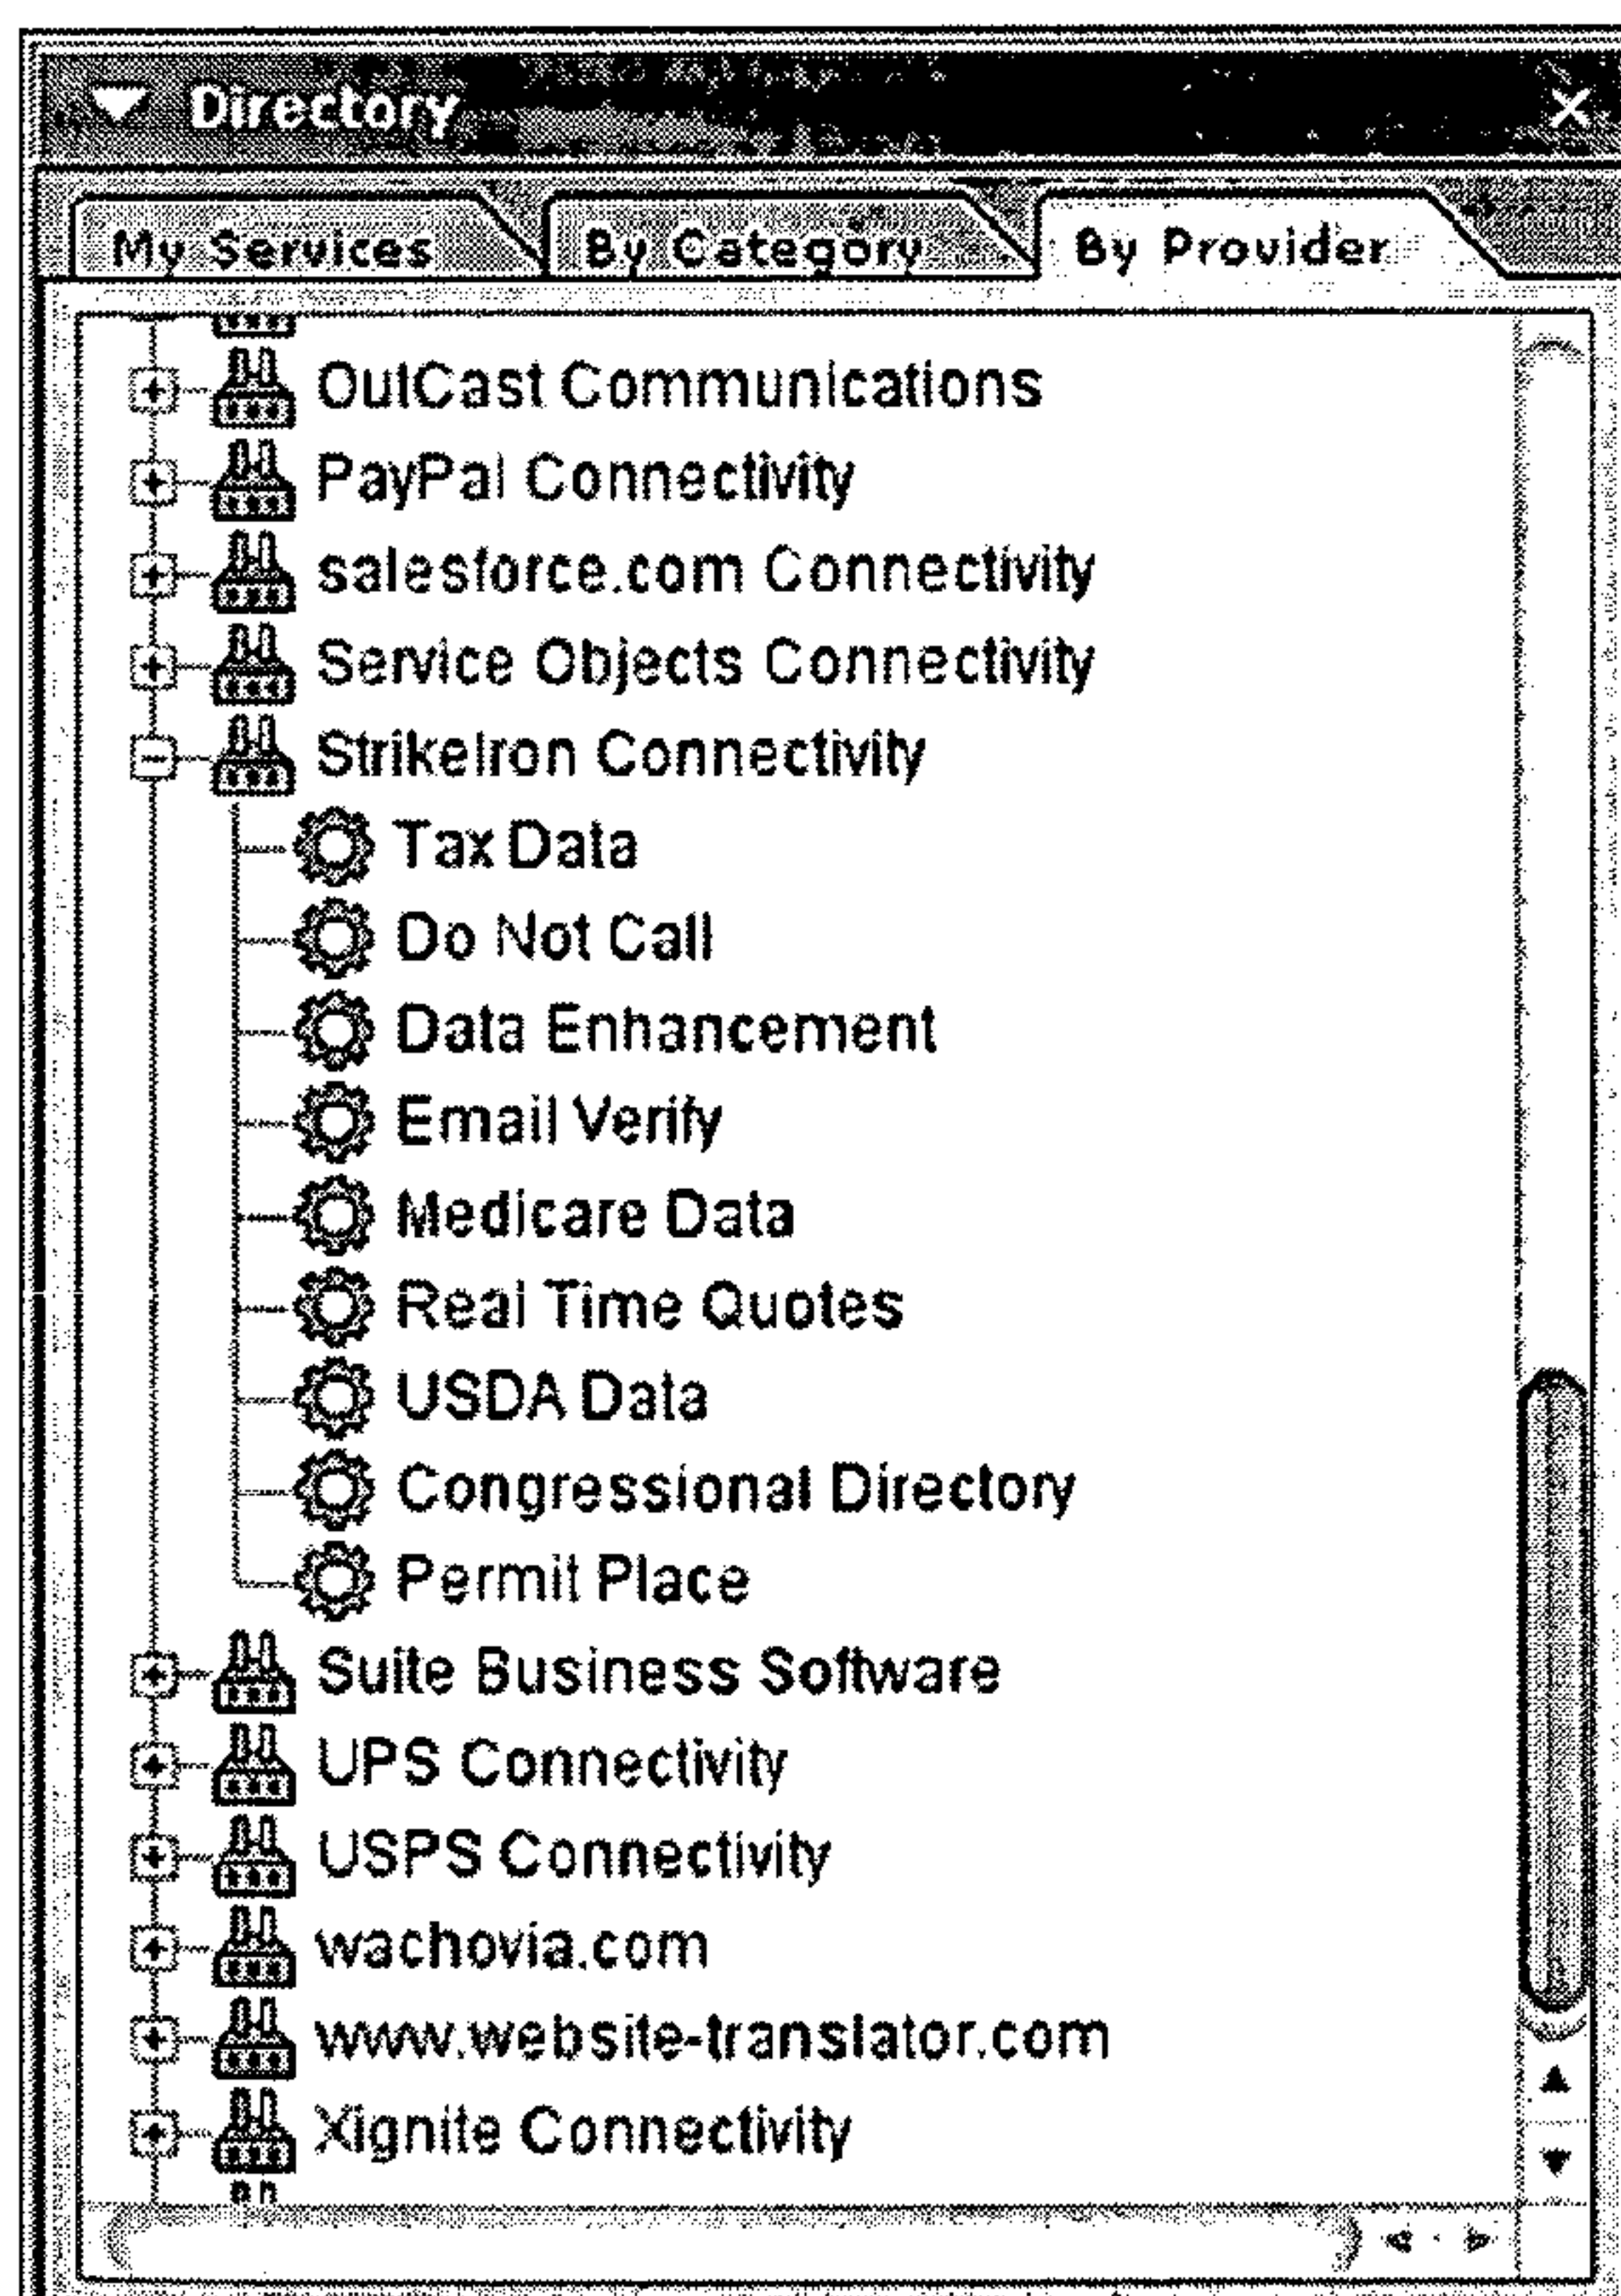 Directory
My Services By Category By Provider
OutCast Communications
PayPal Connectivity
salesforce.com Connectivity
Service Objects Connectivity
StrikeIron Connectivity
Tax Data
Do Not Call
Data Enhancement
Email Verify
Medicare Data
Real Time Quotes
USDA Data
Congressional Directory
Permit Place
Suite Business Software
UPS Connectivity
USPS Connectivity
wachovia.com
www.website-translator.com
Xignite Connectivity